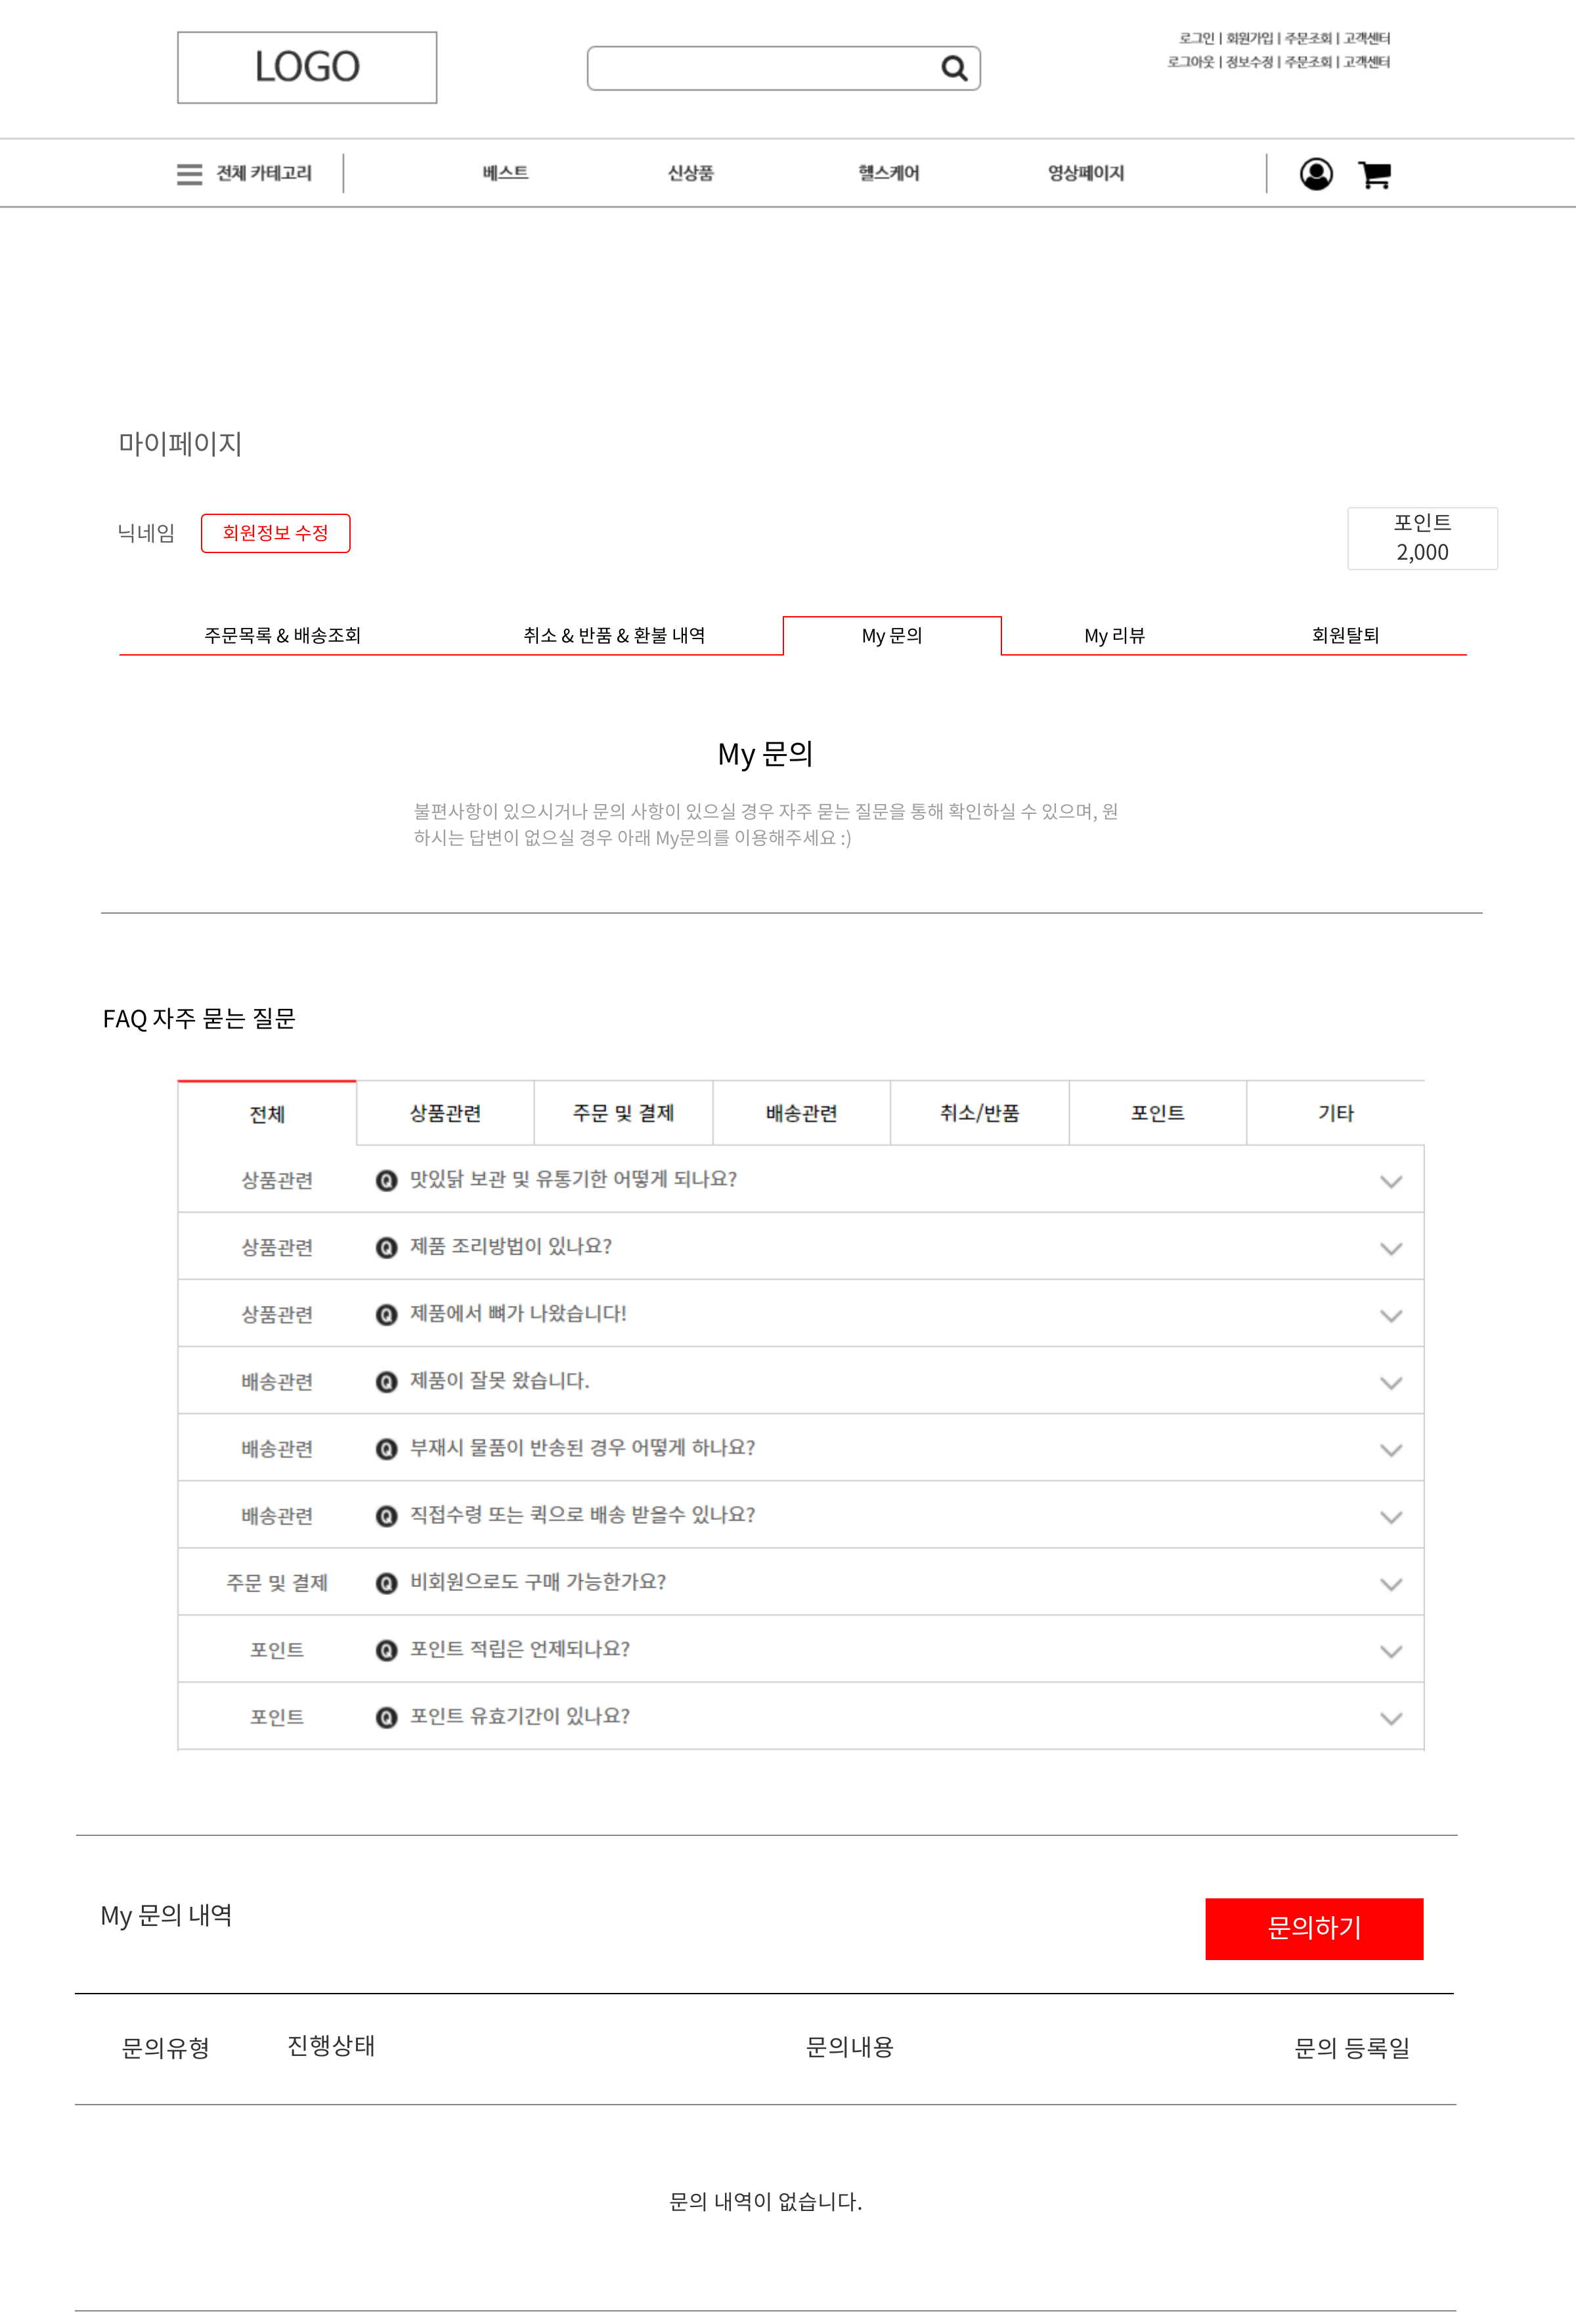 LOGO
로그인 | 회원가입 | 주문조회 | 고객센터
로그아웃 | 정보수정 | 주문조회 | 고객센터
전체 카테고리
베스트
신상품
헬스케어
영상페이지
마이페이지
닉네임
회원정보 수정
포인트
2,000
주문목록 & 배송조회
취소 & 반품 & 환불 내역
My 문의
My 리뷰
회원탈퇴
My 문의
불편사항이 있으시거나 문의 사항이 있으실 경우 자주 묻는 질문을 통해 확인하실 수 있으며, 원
하시는 답변이 없으실 경우 아래 My문의를 이용해주세요 :)
FAQ 자주 묻는 질문
전체
상품관련
주문 및 결제
배송관련
취소/반품
포인트
기타
상품관련 Q 맛있닭 보관 및 유통기한 어떻게 되나요?
상품관련 Q 제품 조리방법이 있나요?
상품관련 Q 제품에서 뼈가 나왔습니다!
배송관련 Q 제품이 잘못 왔습니다.
배송관련 Q 부재시 물품이 반송된 경우 어떻게 하나요?
배송관련 Q 직접수령 또는 퀵으로 배송 받을수 있나요?
주문 및 결제 Q 비회원으로도 구매 가능한가요?
포인트 Q 포인트 적립은 언제되나요?
포인트 Q 포인트 유효기간이 있나요?
My 문의 내역
문의하기
문의유형
진행상태
문의내용
문의 등록일
문의 내역이 없습니다.